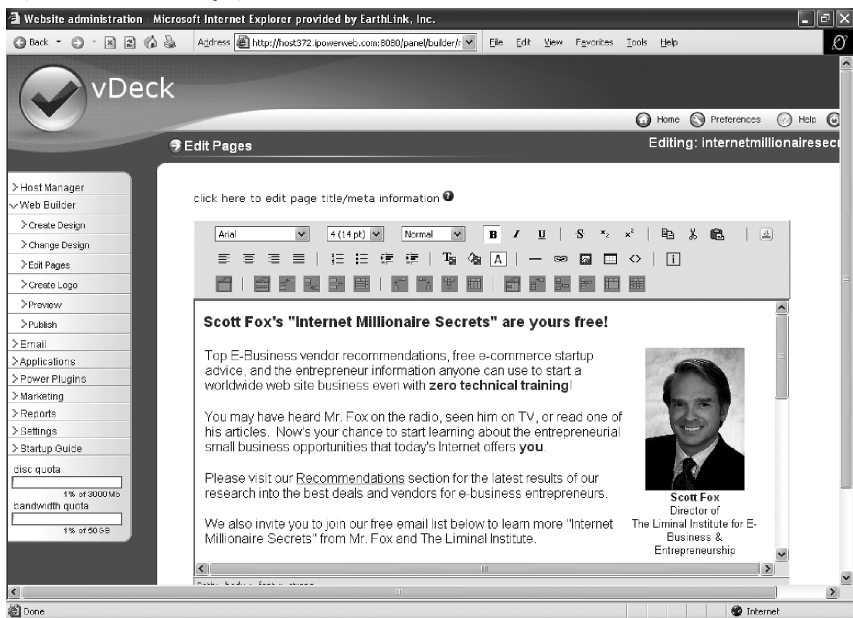 Website administration - Microsoft Internet Explorer provided by EarthLink, Inc.
Back
Address http://host372.ipowerweb.com:8080/panel/builder/r
File Edit View Favorites Tools Help
vDeck
Home Preferences Help
Edit Pages
Editing: internetmillionairesecr
Host Manager
Web Builder
Create Design
Change Design
Edit Pages
Create Logo
Preview
Publish
Email
Applications
Power Plugins
Marketing
Reports
Settings
Startup Guide
disc quota
1% of 3000Mb
bandwidth quota
1% of 50GB
click here to edit page title/meta information
Arial 4 (14 pt) Normal B I U S x₂ x²
Scott Fox's "Internet Millionaire Secrets" are yours free!
Top E-Business vendor recommendations, free e-commerce startup
advice, and the entrepreneur information anyone can use to start a
worldwide web site business even with zero technical training!
You may have heard Mr. Fox on the radio, seen him on TV, or read one of
his articles. Now's your chance to start learning about the entrepreneurial
small business opportunities that today's Internet offers you.
Please visit our Recommendations section for the latest results of our
research into the best deals and vendors for e-business entrepreneurs.
We also invite you to join our free email list below to learn more "Internet
Millionaire Secrets" from Mr. Fox and The Liminal Institute.
Scott Fox
Director of
The Liminal Institute for E-
Business &
Entrepreneurship
Done
Internet